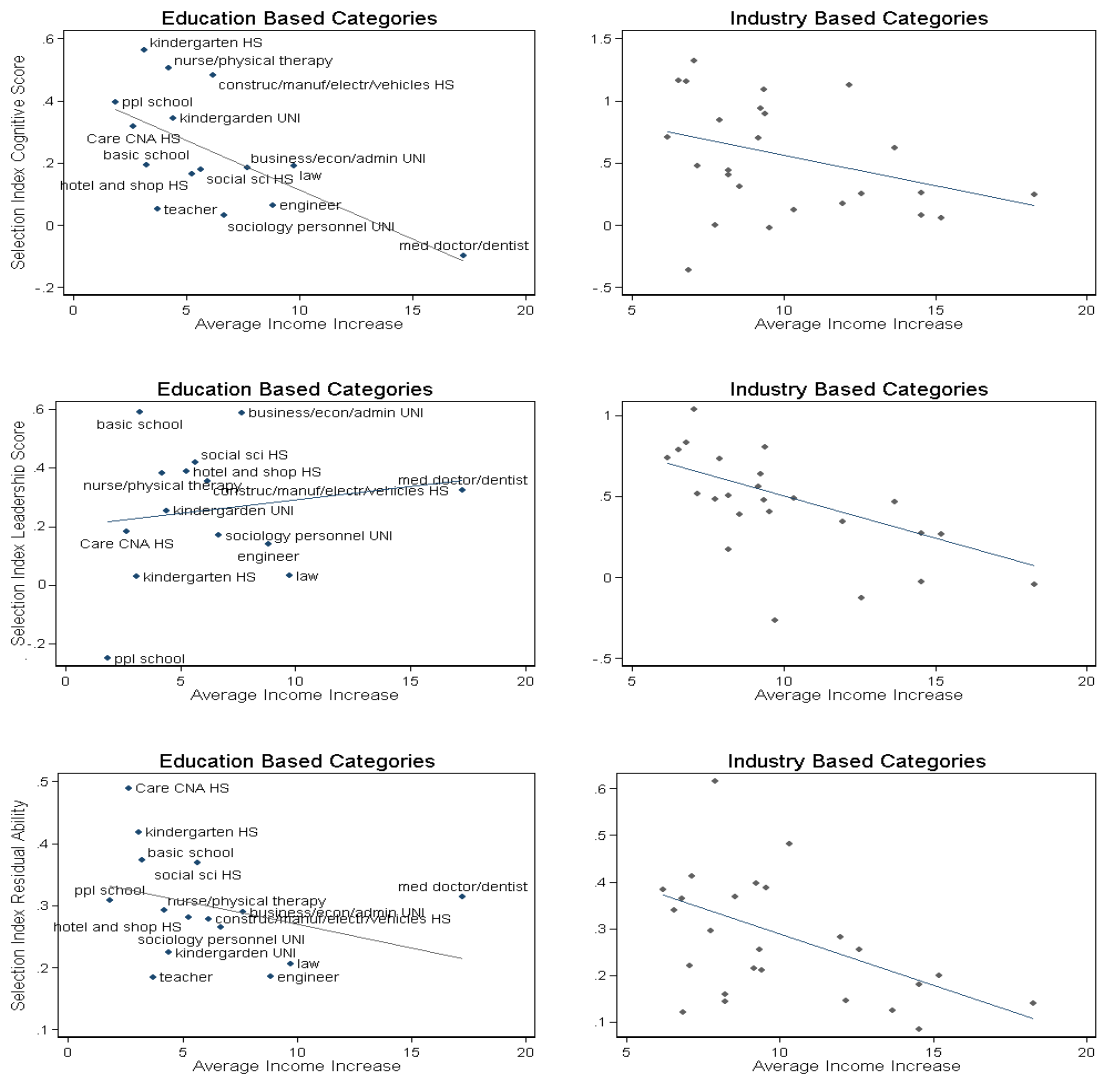 Education Based Categories
Selection Index Cognitive Score
.6
.4
.2
0
-.2
kindergarten HS
nurse/physical therapy
construc/manuf/electr/vehicles HS
ppl school
kindergarden UNI
Care CNA HS
basic school
business/econ/admin UNI
hotel and shop HS
social sci HS
law
teacher
engineer
sociology personnel UNI
med doctor/dentist
0 5 10 15 20
Average Income Increase
Industry Based Categories
1.5
1
.5
0
-.5
5 10 15 20
Average Income Increase
Education Based Categories
Selection Index Leadership Score
.6
.4
.2
0
-.2
basic school
business/econ/admin UNI
social sci HS
hotel and shop HS
nurse/physical therapy
med doctor/dentist
construc/manuf/electr/vehicles HS
kindergarden UNI
Care CNA HS
sociology personnel UNI
engineer
kindergarten HS
law
ppl school
0 5 10 15 20
Average Income Increase
Industry Based Categories
1
.5
0
-.5
5 10 15 20
Average Income Increase
Education Based Categories
Selection Index Residual Ability
.5
.4
.3
.2
.1
Care CNA HS
kindergarten HS
basic school
social sci HS
ppl school
med doctor/dentist
nurse/physical therapy
business/econ/admin UNI
hotel and shop HS
construc/manuf/electr/vehicles HS
sociology personnel UNI
kindergarden UNI
law
teacher
engineer
0 5 10 15 20
Average Income Increase
Industry Based Categories
.6
.5
.4
.3
.2
.1
5 10 15 20
Average Income Increase